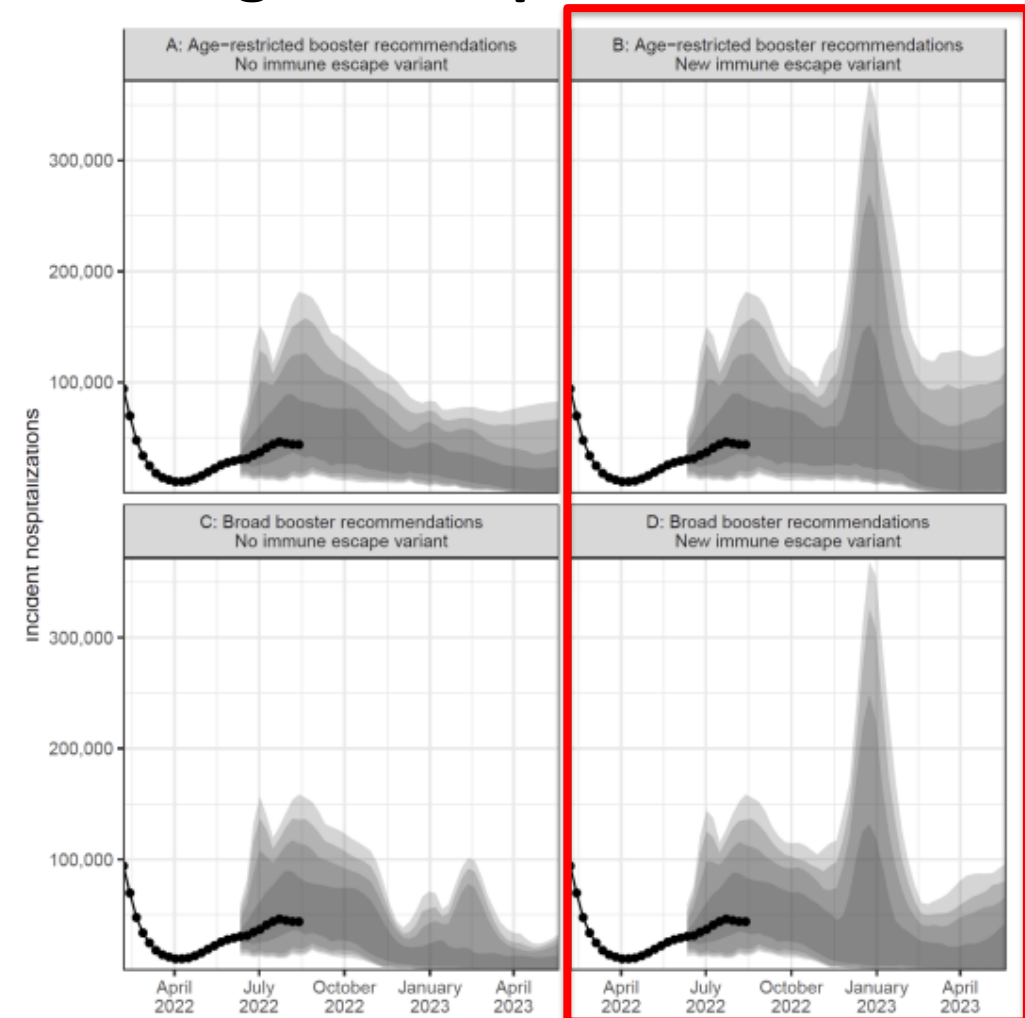 A: Age-restricted booster recommendations
No immune escape variant
B: Age-restricted booster recommendations
New immune escape variant
300,000
200,000
100,000
C: Broad booster recommendations
No immune escape variant
D: Broad booster recommendations
New immune escape variant
300,000
200,000
100,000
Incident hospitalizations
April July October January April
2022 2022 2022 2023 2023
April July October January April
2022 2022 2022 2023 2023